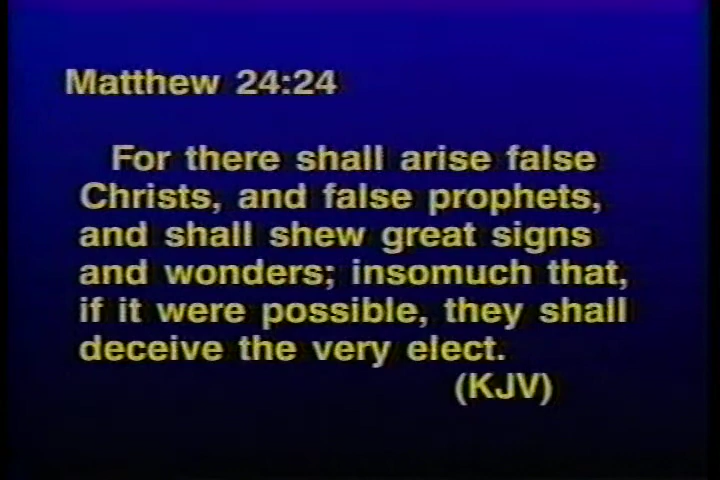 Matthew 24:24
For there shall arise false
Christs, and false prophets,
and shall shew great signs
and wonders; insomuch that,
if it were possible, they shall
deceive the very elect.
(KJV)